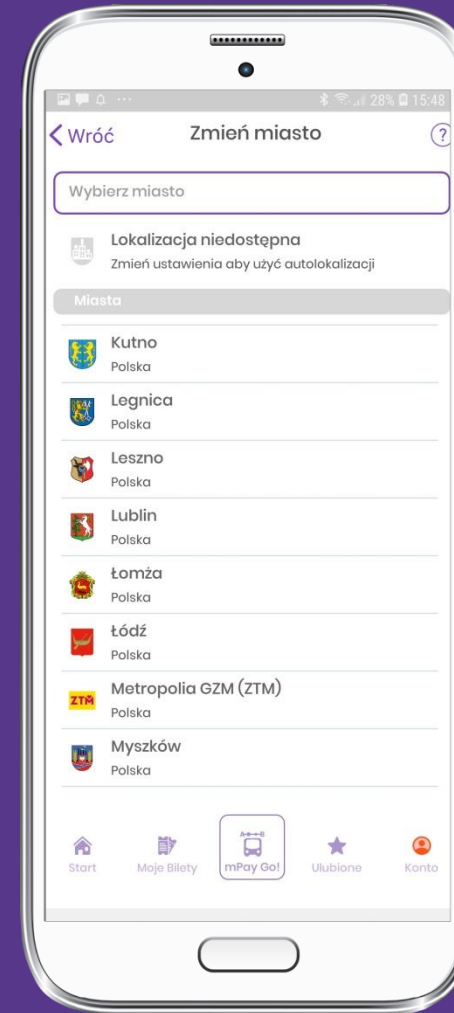 28% 15:48
Wróć Zmień miasto ?
Wybierz miasto
Lokalizacja niedostępna
Zmień ustawienia aby użyć autolokalizacji
Miasta
Kutno
Polska
Legnica
Polska
Leszno
Polska
Lublin
Polska
Łomża
Polska
Łódź
Polska
ZTM
Metropolia GZM (ZTM)
Polska
Myszków
Polska
A B
Start Moje Bilety mPay Go! Ulubione Konto